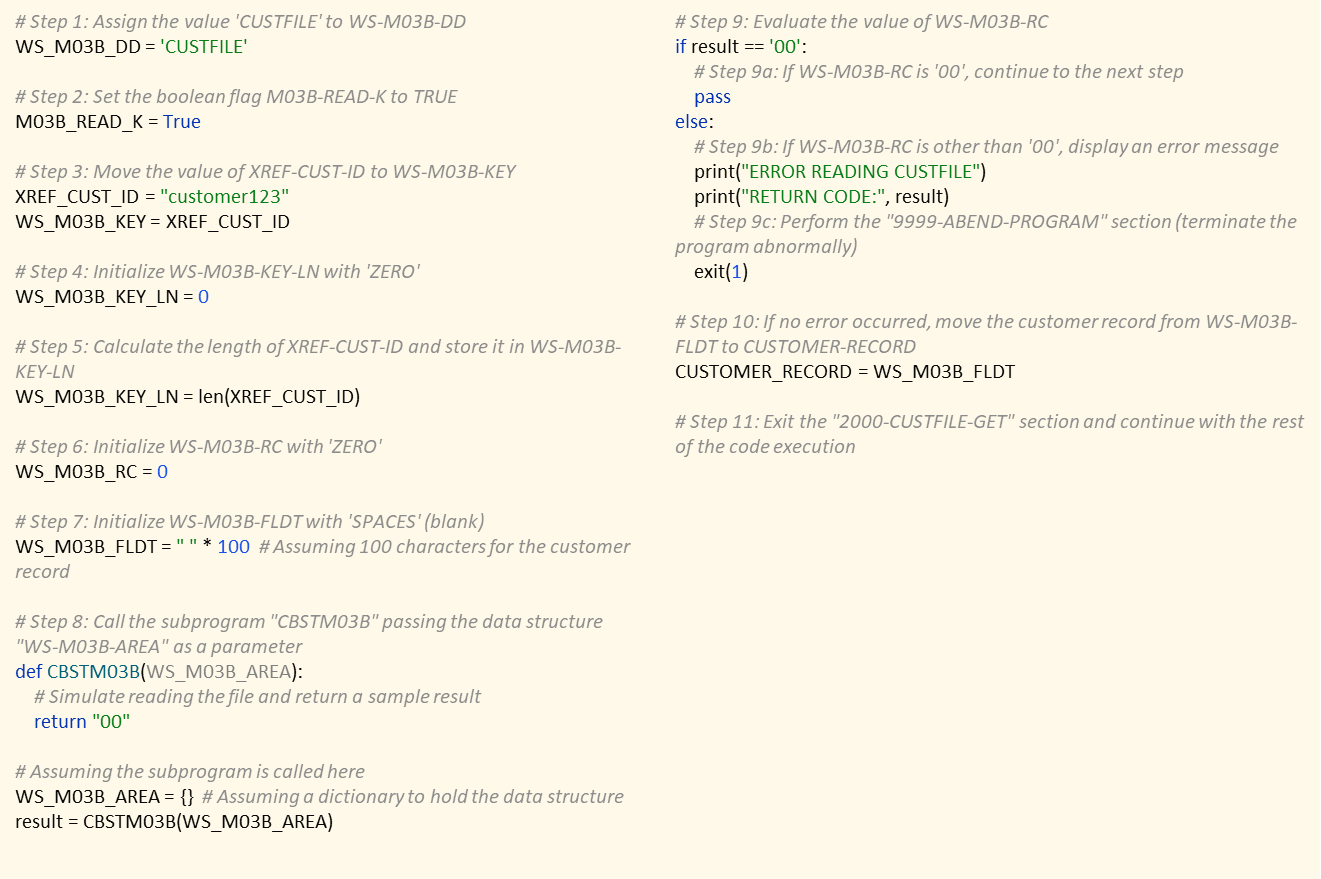 # Step 1: Assign the value 'CUSTFILE' to WS-M03B-DD
WS_M03B_DD = 'CUSTFILE'
# Step 2: Set the boolean flag M03B-READ-K to TRUE
M03B_READ_K = True
# Step 3: Move the value of XREF-CUST-ID to WS-M03B-KEY
XREF_CUST_ID = "customer123"
WS_M03B_KEY = XREF_CUST_ID
# Step 4: Initialize WS-M03B-KEY-LN with 'ZERO'
WS_M03B_KEY_LN = 0
# Step 5: Calculate the length of XREF-CUST-ID and store it in WS-M03B-
KEY-LN
WS_M03B_KEY_LN = len(XREF_CUST_ID)
# Step 6: Initialize WS-M03B-RC with 'ZERO'
WS_M03B_RC = 0
# Step 7: Initialize WS-M03B-FLDT with 'SPACES' (blank)
WS_M03B_FLDT = " " * 100  # Assuming 100 characters for the customer
record
# Step 8: Call the subprogram "CBSTM03B" passing the data structure
"WS-M03B-AREA" as a parameter
def CBSTM03B(WS_M03B_AREA):
    # Simulate reading the file and return a sample result
    return "00"
# Assuming the subprogram is called here
WS_M03B_AREA = {}  # Assuming a dictionary to hold the data structure
result = CBSTM03B(WS_M03B_AREA)
# Step 9: Evaluate the value of WS-M03B-RC
if result == '00':
    # Step 9a: If WS-M03B-RC is '00', continue to the next step
    pass
else:
    # Step 9b: If WS-M03B-RC is other than '00', display an error message
    print("ERROR READING CUSTFILE")
    print("RETURN CODE:", result)
    # Step 9c: Perform the "9999-ABEND-PROGRAM" section (terminate the
program abnormally)
    exit(1)
# Step 10: If no error occurred, move the customer record from WS-M03B-
FLDT to CUSTOMER-RECORD
CUSTOMER_RECORD = WS_M03B_FLDT
# Step 11: Exit the "2000-CUSTFILE-GET" section and continue with the rest
of the code execution